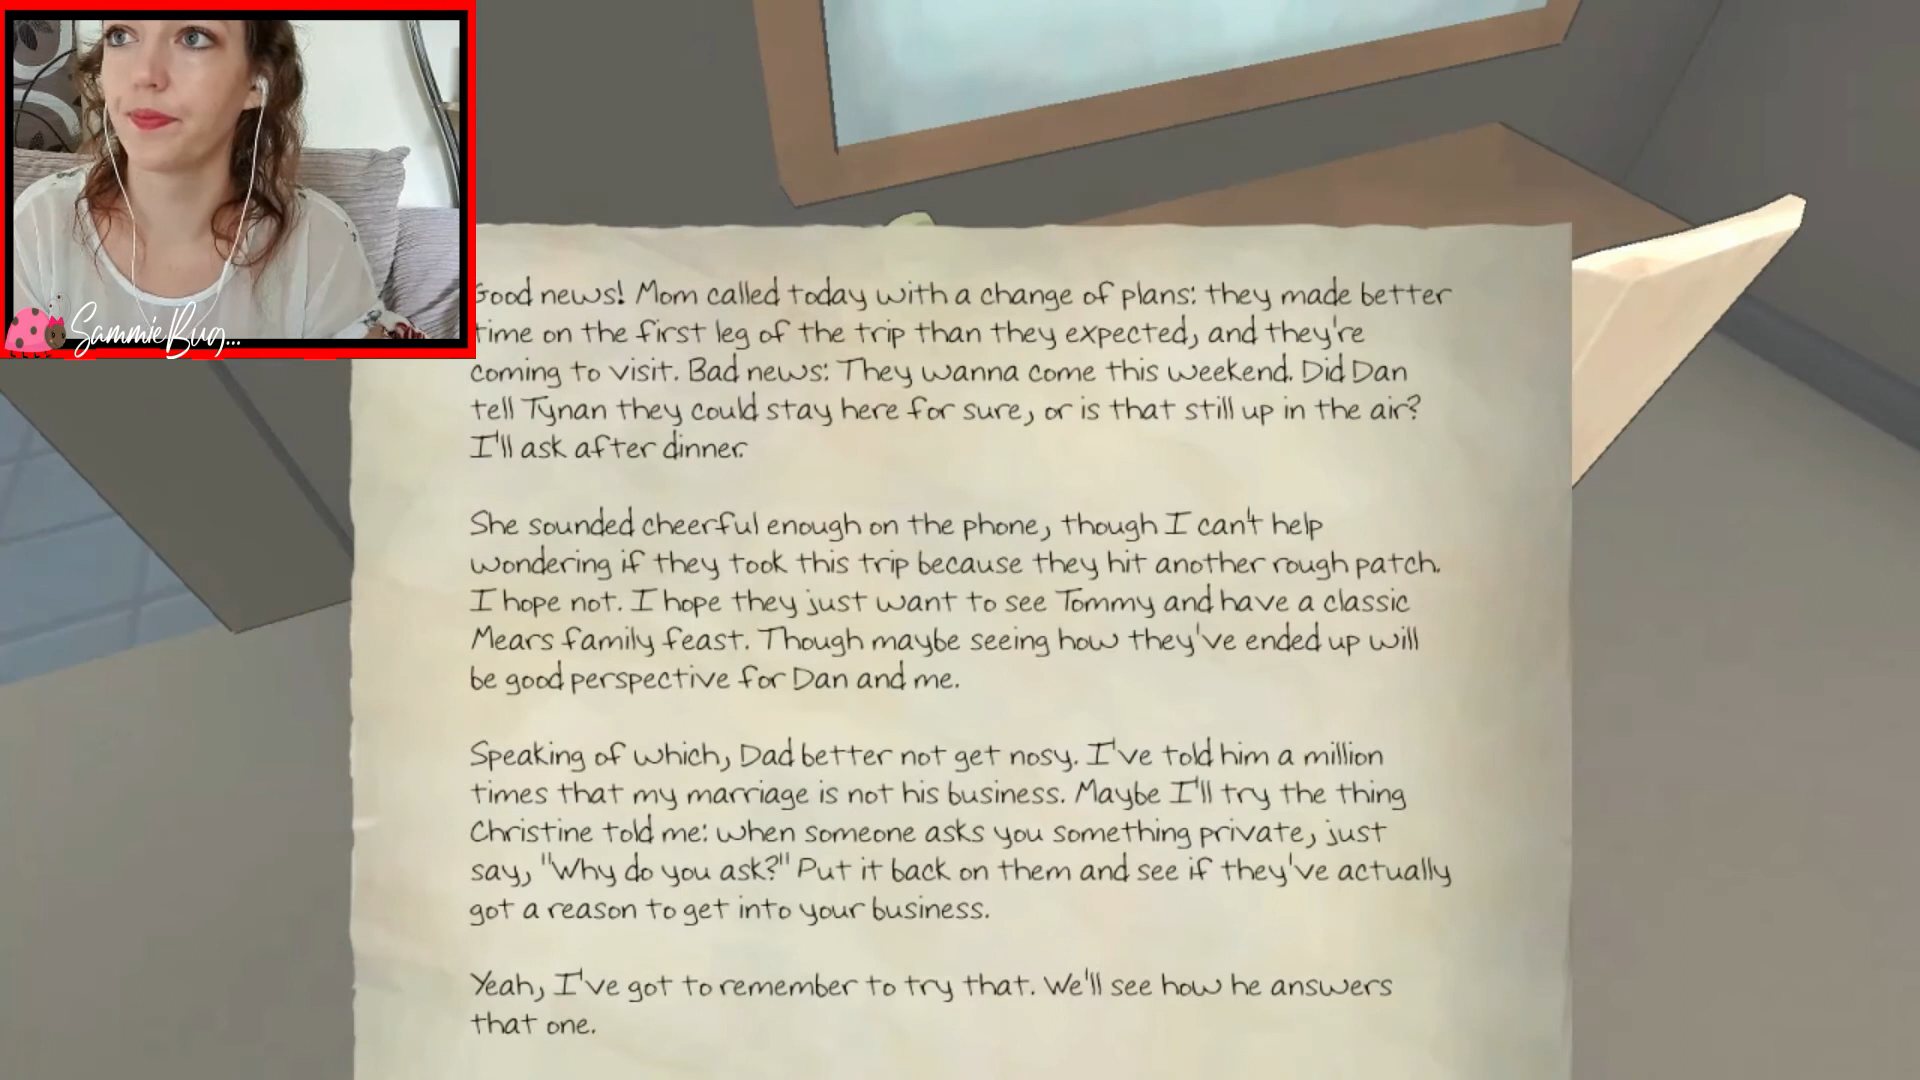 SammieBug...
Good news! Mom called today with a change of plans: they made better
time on the first leg of the trip than they expected, and they're
coming to visit. Bad news: They wanna come this weekend. Did Dan
tell Tynan they could stay here for sure, or is that still up in the air?
I'll ask after dinner.
She sounded cheerful enough on the phone, though I can't help
wondering if they took this trip because they hit another rough patch.
I hope not. I hope they just want to see Tommy and have a classic
Mears family feast. Though maybe seeing how they've ended up will
be good perspective for Dan and me.
Speaking of which, Dad better not get nosy. I've told him a million
times that my marriage is not his business. Maybe I'll try the thing
Christine told me: when someone asks you something private, just
say, "Why do you ask?" Put it back on them and see if they've actually
got a reason to get into your business.
Yeah, I've got to remember to try that. We'll see how he answers
that one.